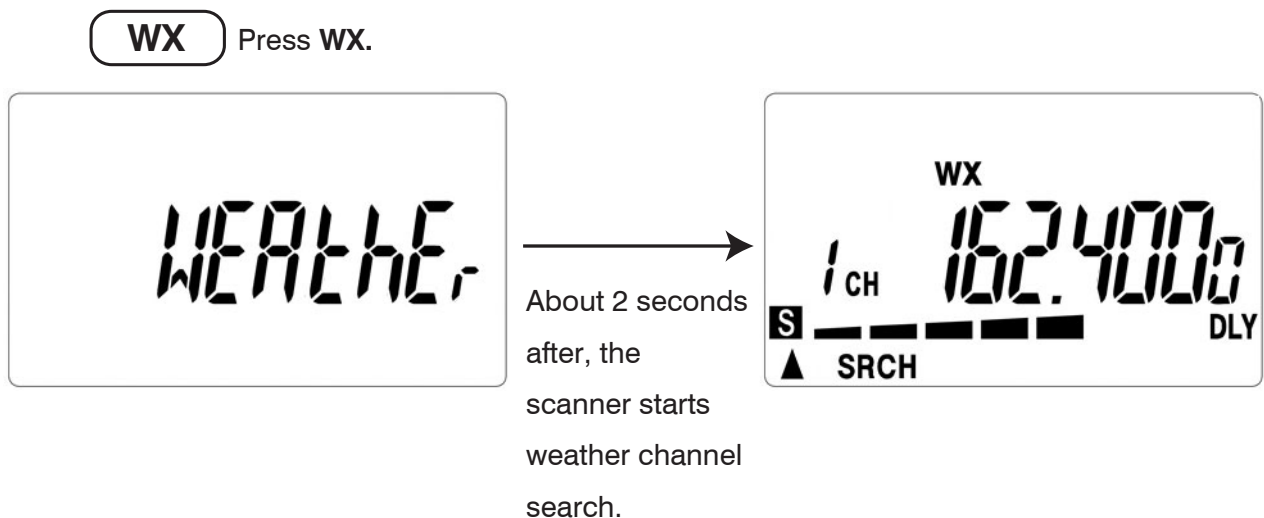 WX Press WX.
WEAthEr
About 2 seconds
after, the
scanner starts
weather channel
search.
WX
1 CH 162.4000
S DLY
SRCH